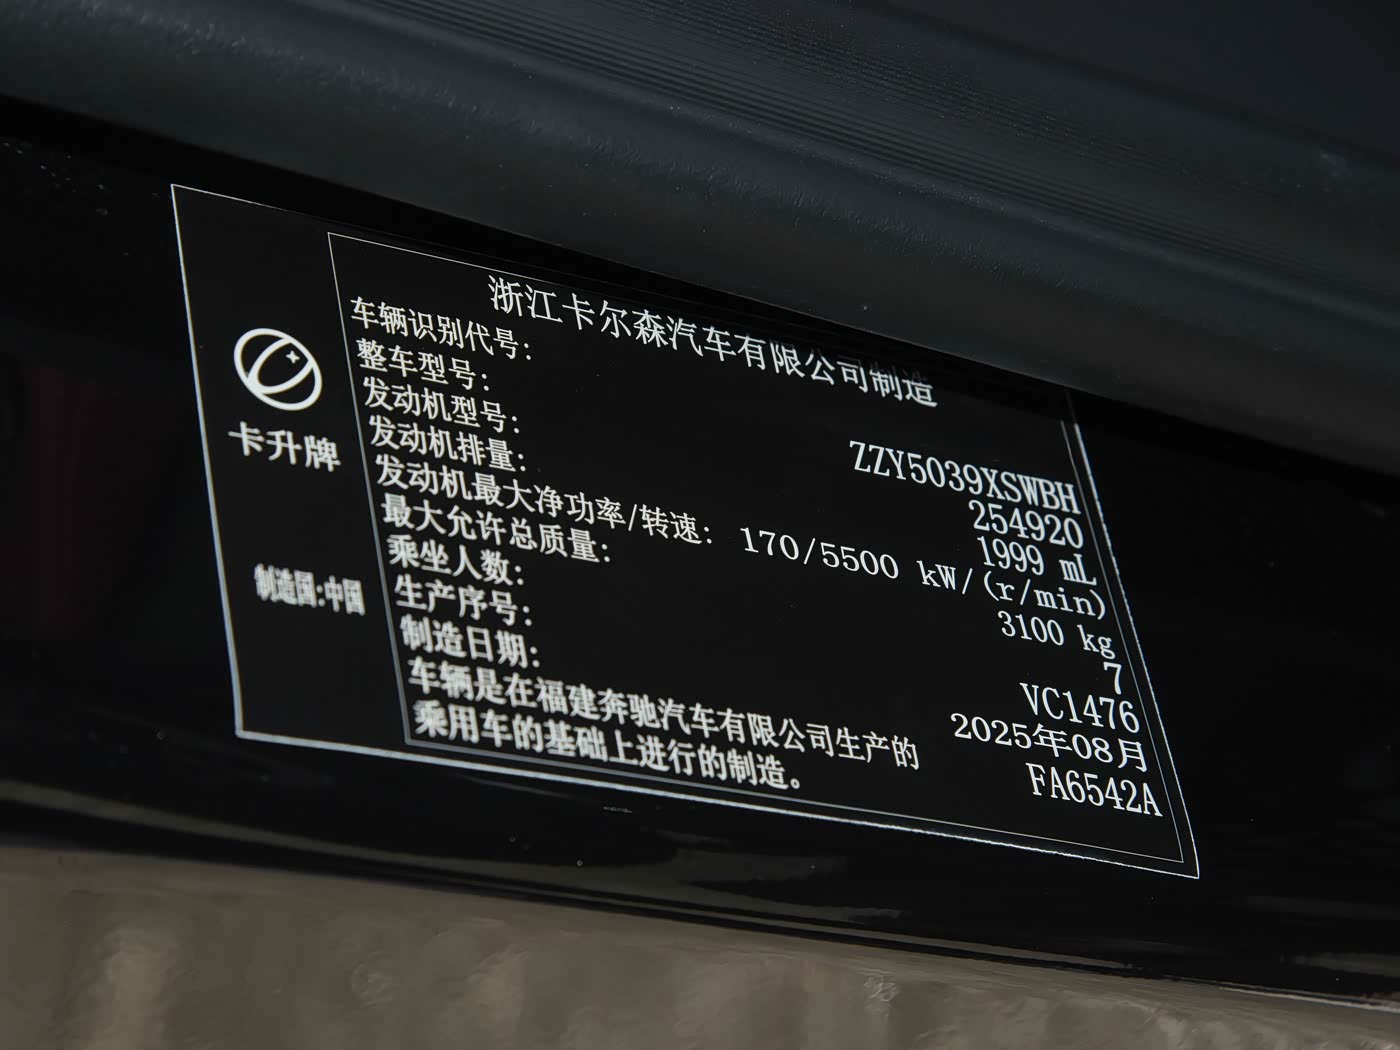 浙江卡尔森汽车有限公司制造
车辆识别代号：
整车型号： ZZY5039XSWBH
发动机型号： 254920
发动机排量： 1999 mL
发动机最大净功率/转速： 170/5500 kW/(r/min)
最大允许总质量： 3100 kg
乘坐人数： 7
生产序号： VC1476
制造日期： 2025年08月
车辆是在福建奔驰汽车有限公司生产的 FA6542A
乘用车的基础上进行的制造。
卡升牌
制造国:中国